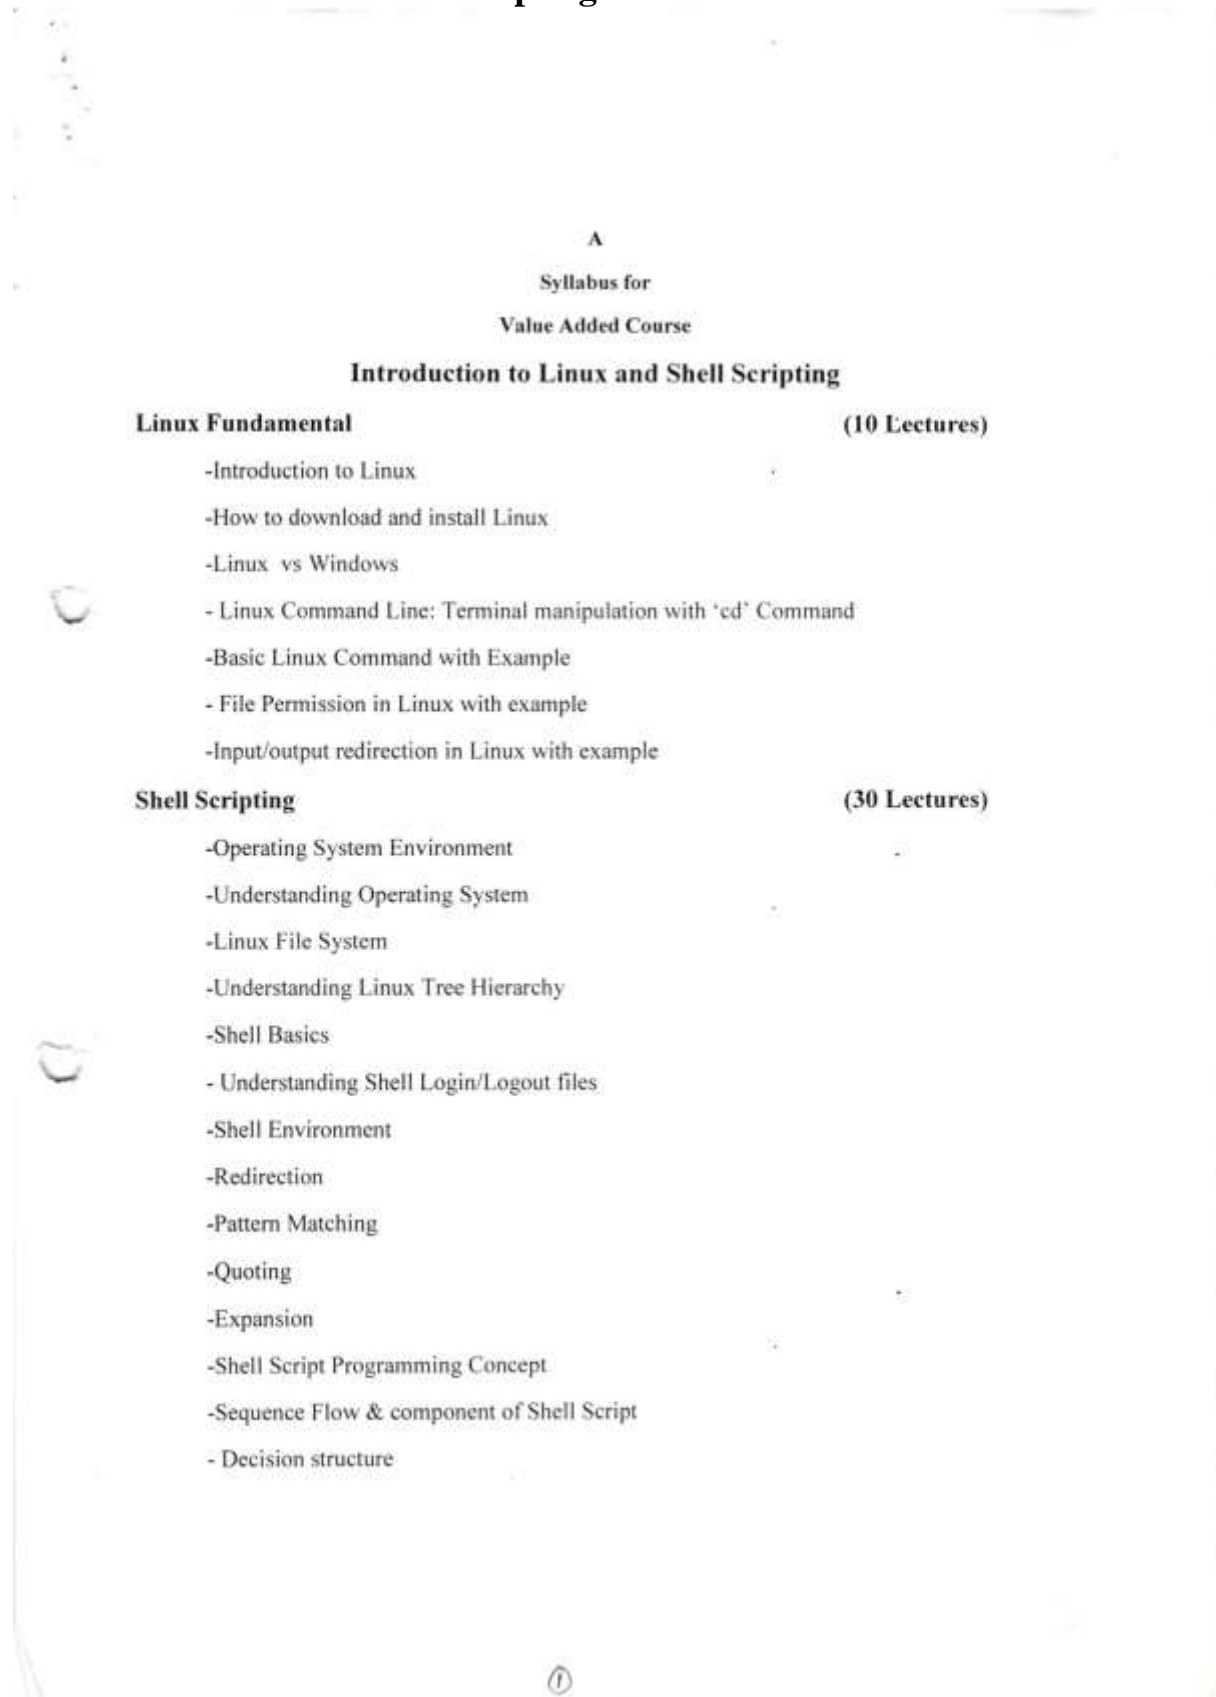 A
Syllabus for
Value Added Course
Introduction to Linux and Shell Scripting
Linux Fundamental (10 Lectures)
-Introduction to Linux
-How to download and install Linux
-Linux vs Windows
- Linux Command Line: Terminal manipulation with ‘cd’ Command
-Basic Linux Command with Example
- File Permission in Linux with example
-Input/output redirection in Linux with example
Shell Scripting (30 Lectures)
-Operating System Environment
-Understanding Operating System
-Linux File System
-Understanding Linux Tree Hierarchy
-Shell Basics
- Understanding Shell Login/Logout files
-Shell Environment
-Redirection
-Pattern Matching
-Quoting
-Expansion
-Shell Script Programming Concept
-Sequence Flow & component of Shell Script
- Decision structure
1